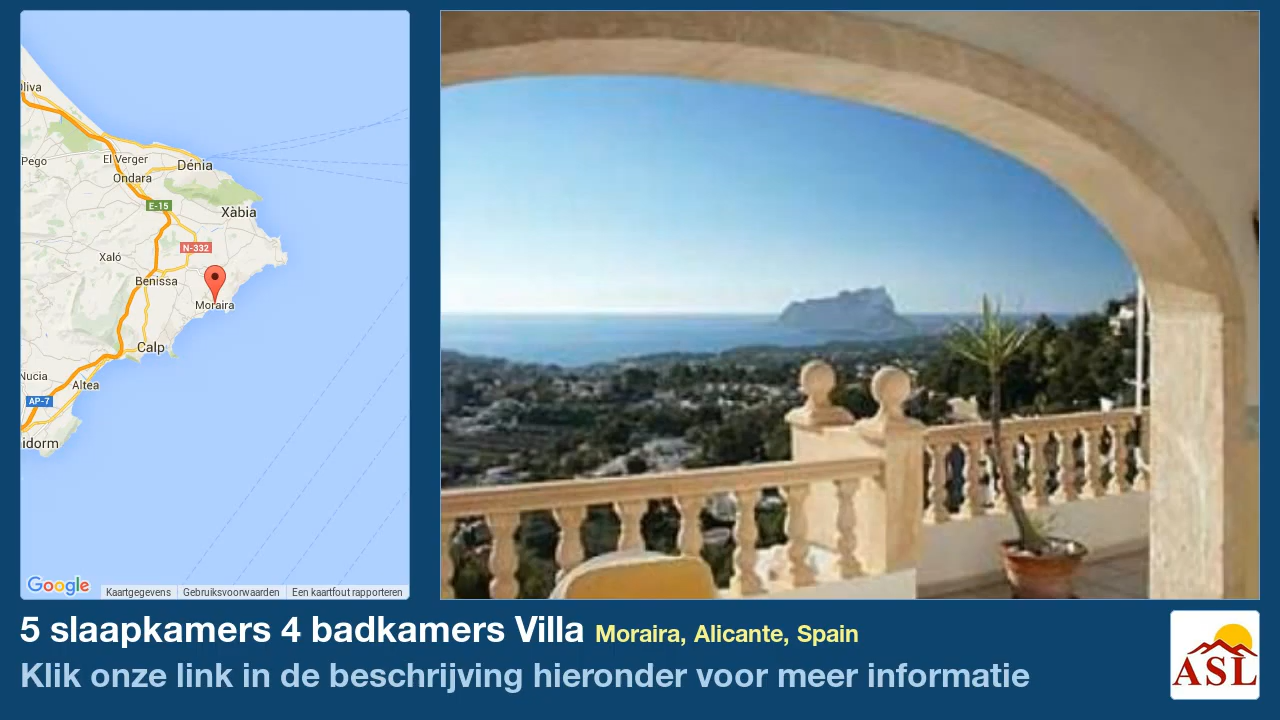 liva
Pego
El Verger
Dénia
Ondara
E-15
Xàbia
N-332
Xaló
Benissa
Moraira
Calp
Nucia
Altea
AP-7
idorm
Google
Kaartgegevens
Gebruiksvoorwaarden
Een kaartfout rapporteren
5 slaapkamers 4 badkamers Villa Moraira, Alicante, Spain
Klik onze link in de beschrijving hieronder voor meer informatie
ASL